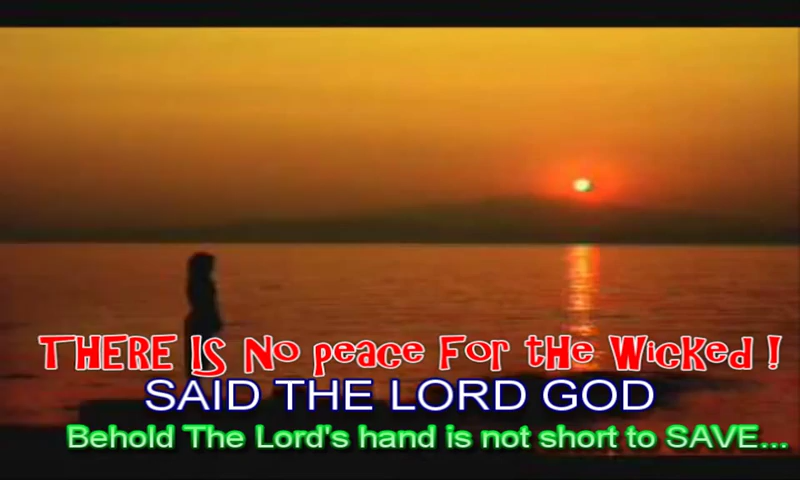 THERE IS No peace For tHe Wicked !
SAID THE LORD GOD
Behold The Lord's hand is not short to SAVE...